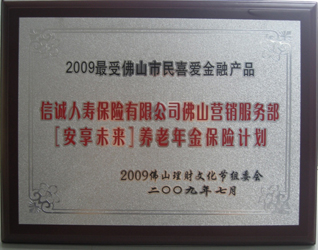 2009最受佛山市民喜爱金融产品
信诚人寿保险有限公司佛山营销服务部
[安享未来]养老年金保险计划
2009佛山理财文化节组委会
二〇〇九年七月